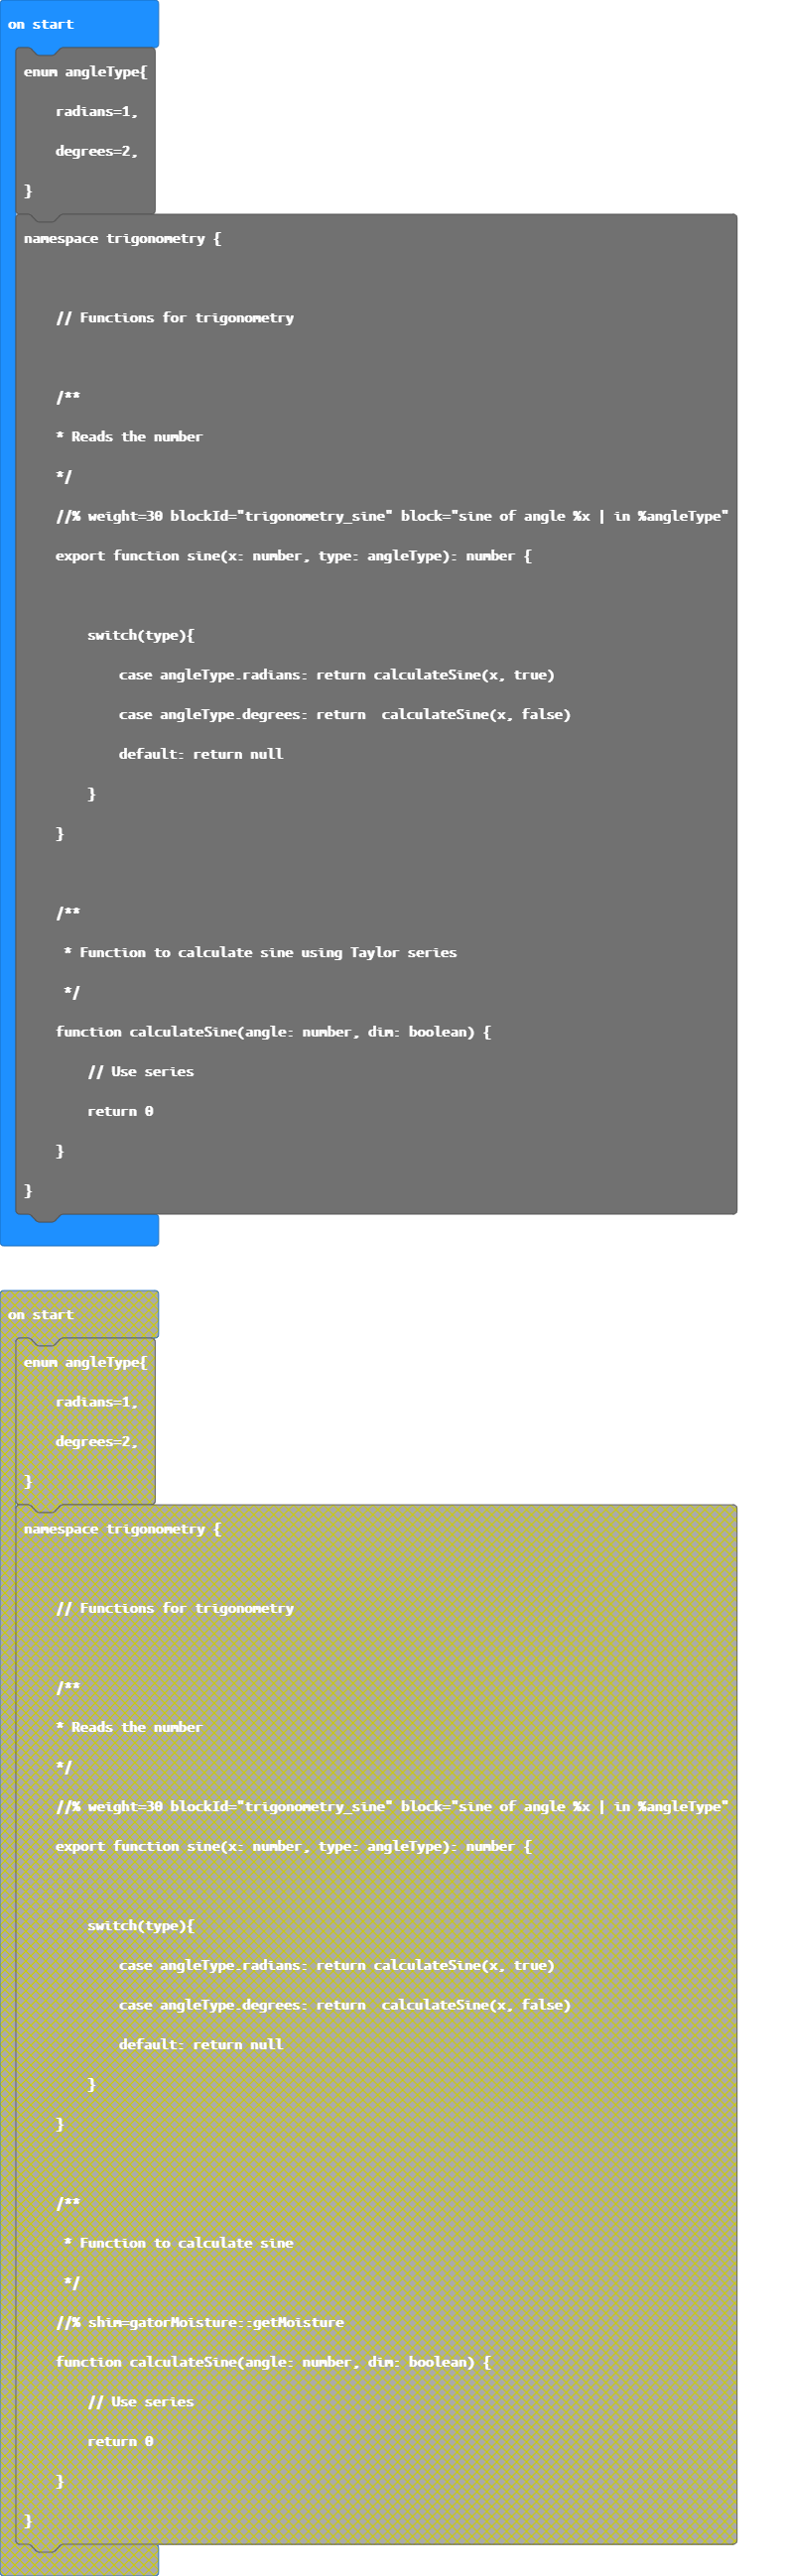 on start
enum angleType{
radians=1,
degrees=2,
}
namespace trigonometry {
// Functions for trigonometry
/**
* Reads the number
*/
//% weight=30 blockId="trigonometry_sine" block="sine of angle %x | in %angleType"
export function sine(x: number, type: angleType): number {
switch(type){
case angleType.radians: return calculateSine(x, true)
case angleType.degrees: return  calculateSine(x, false)
default: return null
}
}
/**
* Function to calculate sine using Taylor series
*/
function calculateSine(angle: number, dim: boolean) {
// Use series
return 0
}
}
on start
enum angleType{
radians=1,
degrees=2,
}
namespace trigonometry {
// Functions for trigonometry
/**
* Reads the number
*/
//% weight=30 blockId="trigonometry_sine" block="sine of angle %x | in %angleType"
export function sine(x: number, type: angleType): number {
switch(type){
case angleType.radians: return calculateSine(x, true)
case angleType.degrees: return  calculateSine(x, false)
default: return null
}
}
/**
* Function to calculate sine
*/
//% shim=gatorMoisture::getMoisture
function calculateSine(angle: number, dim: boolean) {
// Use series
return 0
}
}